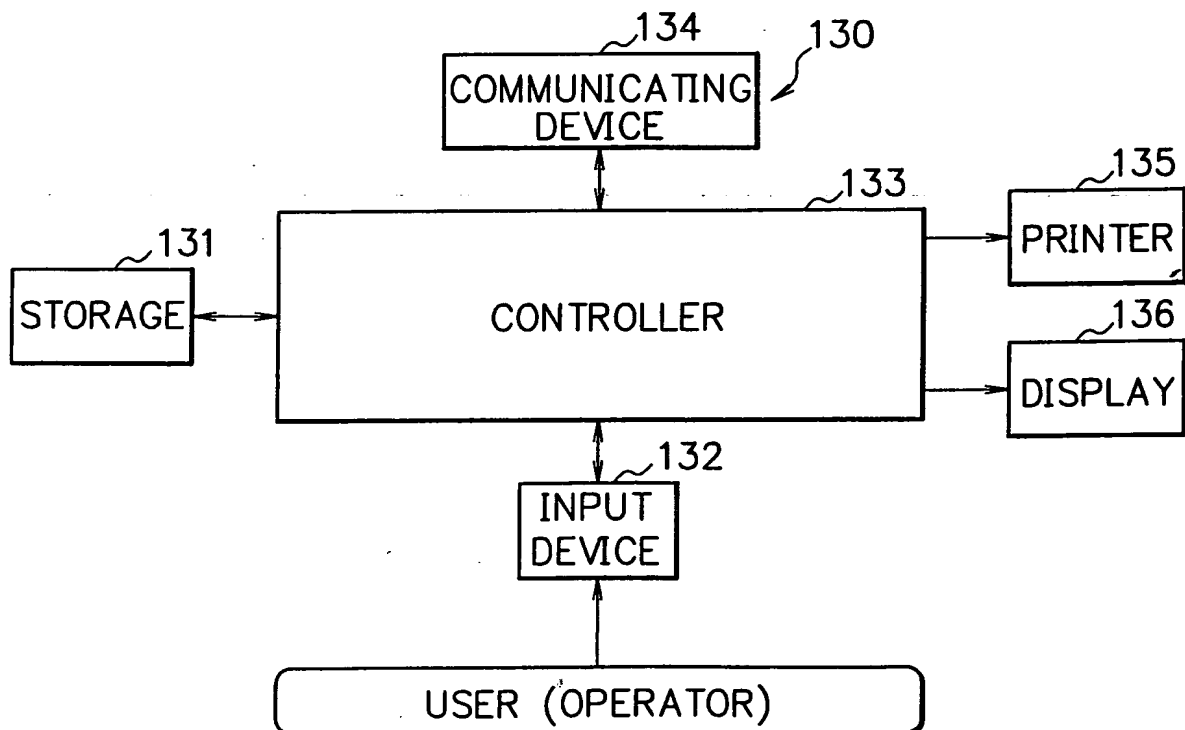 134
130
COMMUNICATING
DEVICE
133
135
PRINTER
131
STORAGE
CONTROLLER
136
DISPLAY
132
INPUT
DEVICE
USER (OPERATOR)